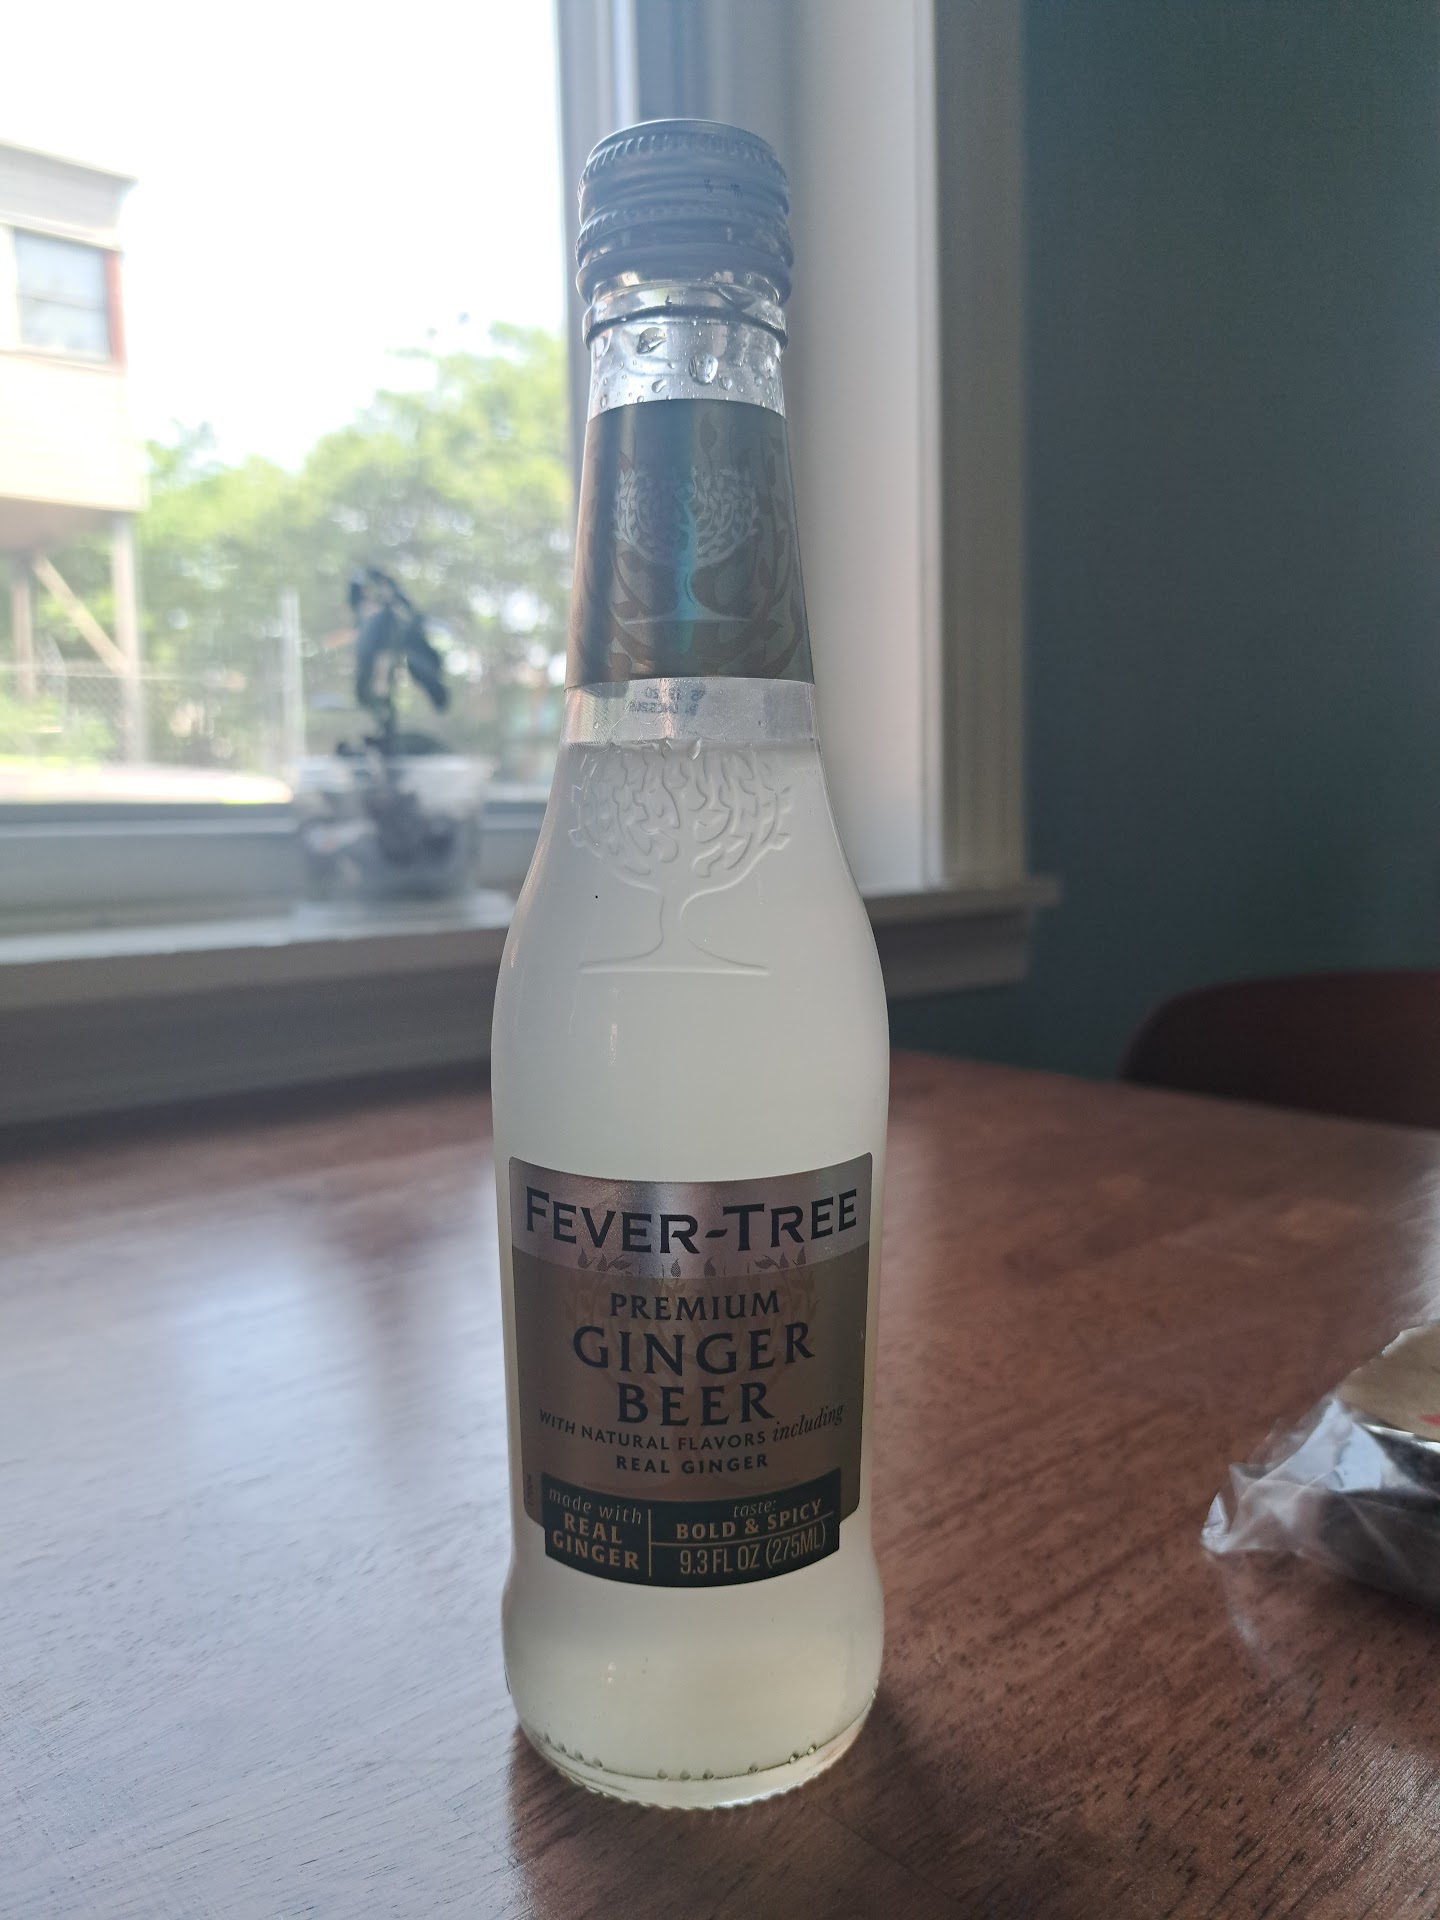 FEVER-TREE
PREMIUM
GINGER
BEER
WITH NATURAL FLAVORS including
REAL GINGER
made with
REAL
GINGER
taste:
BOLD & SPICY
9.3 FL OZ (275ML)